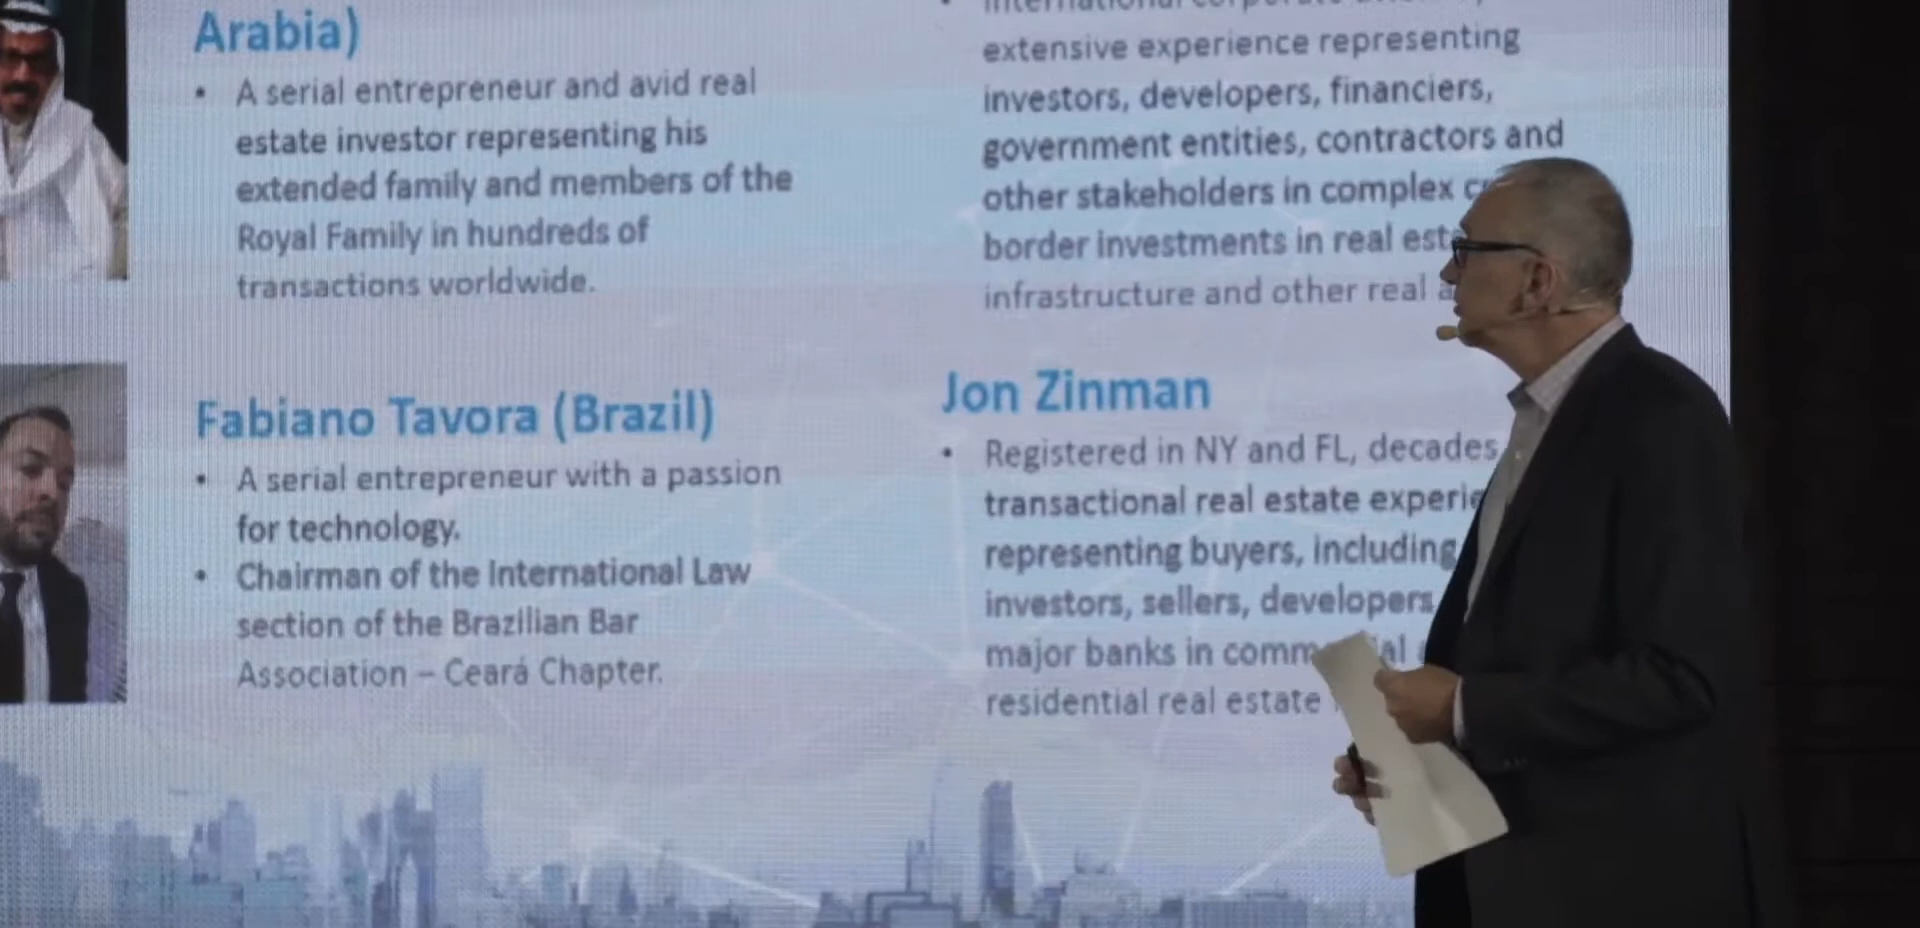 Arabia)
• A serial entrepreneur and avid real
estate investor representing his
extended family and members of the
Royal Family in hundreds of
transactions worldwide.
Fabiano Tavora (Brazil)
• A serial entrepreneur with a passion
for technology.
• Chairman of the International Law
section of the Brazilian Bar
Association – Ceará Chapter.
• International corporate
extensive experience representing
investors, developers, financiers,
government entities, contractors and
other stakeholders in complex
border investments in real
infrastructure and other real
Jon Zinman
• Registered in NY and FL, decades
transactional real estate
representing buyers, including
investors, sellers, developers
major banks in
residential real estate